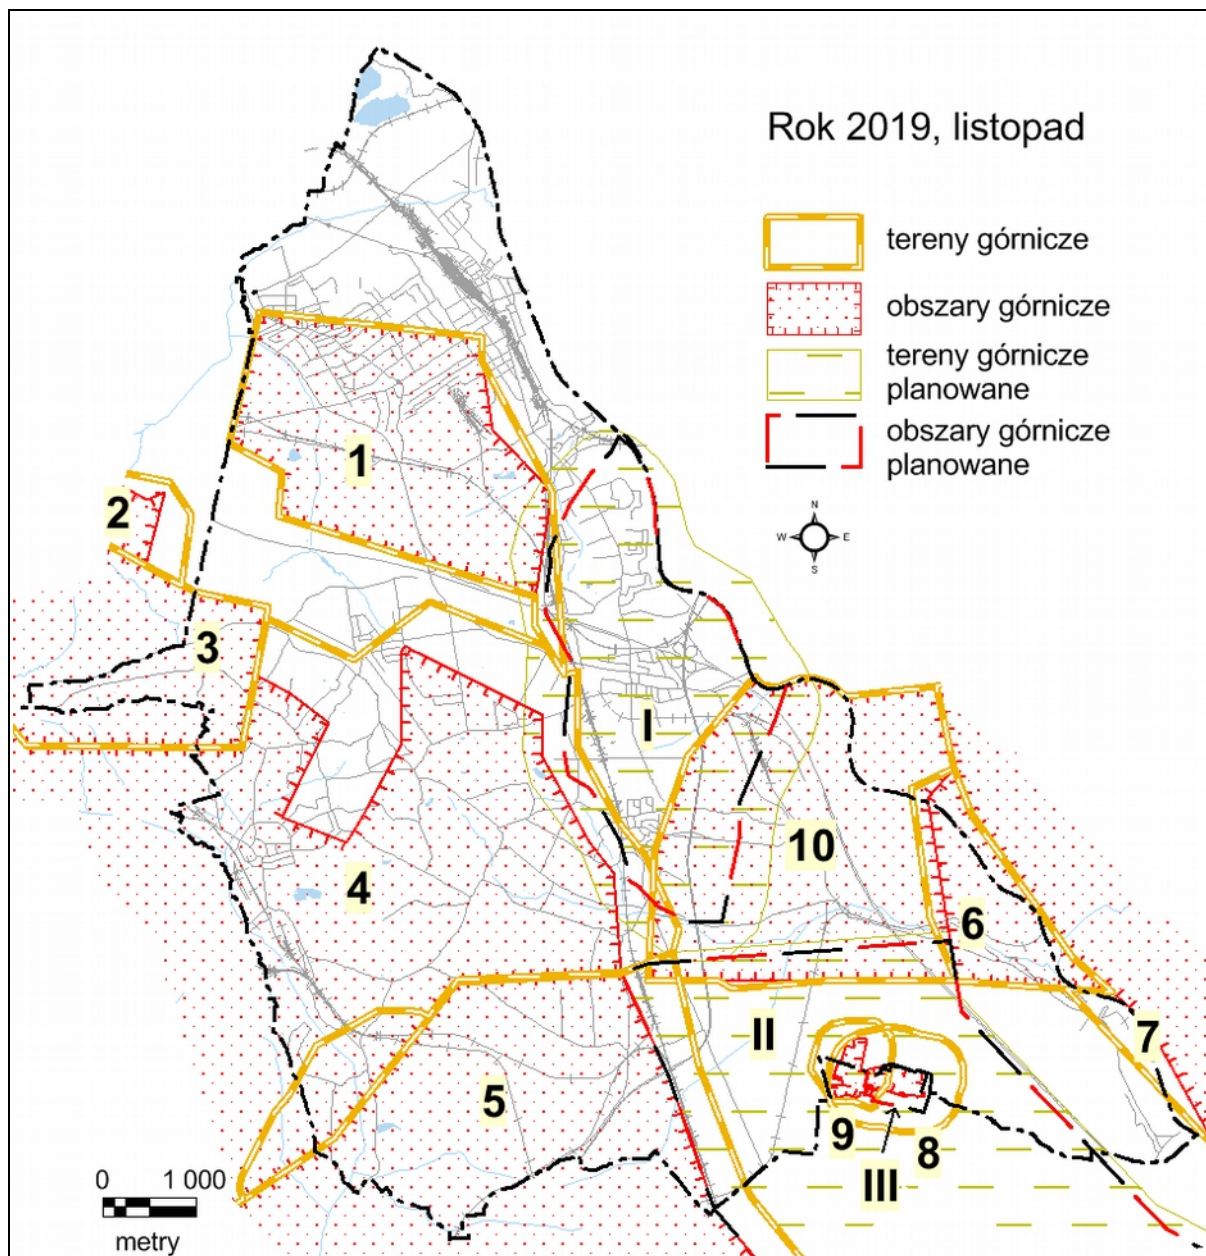 Rok 2019, listopad
tereny górnicze
obszary górnicze
tereny górnicze
planowane
obszary górnicze
planowane
N
W E
S
1
2
3
I
10
4
6
II
7
5
9
8
III
0 1 000
metry